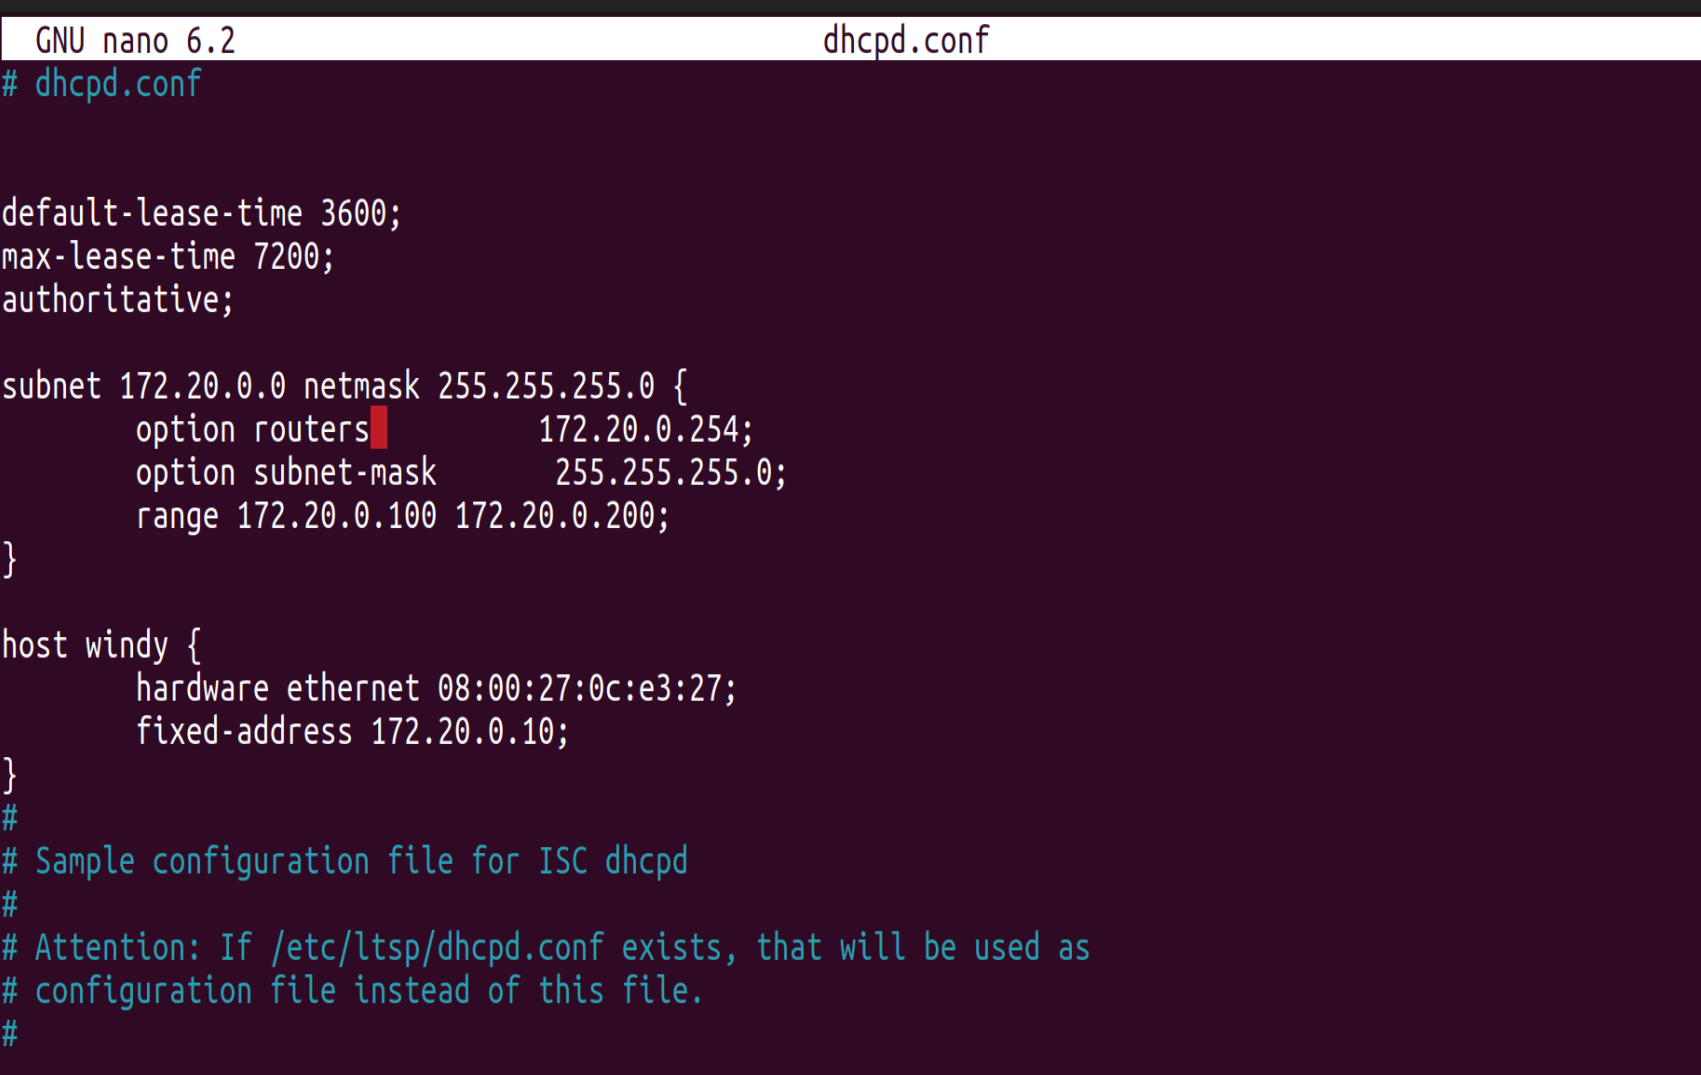 GNU nano 6.2 dhcpd.conf
# dhcpd.conf
default-lease-time 3600;
max-lease-time 7200;
authoritative;
subnet 172.20.0.0 netmask 255.255.255.0 {
option routers 172.20.0.254;
option subnet-mask 255.255.255.0;
range 172.20.0.100 172.20.0.200;
}
host windy {
hardware ethernet 08:00:27:0c:e3:27;
fixed-address 172.20.0.10;
}
#
# Sample configuration file for ISC dhcpd
#
# Attention: If /etc/ltsp/dhcpd.conf exists, that will be used as
# configuration file instead of this file.
#